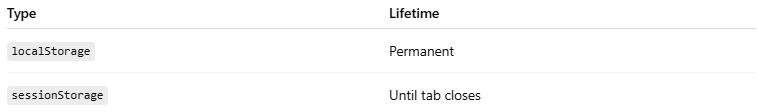 Type Lifetime
localStorage Permanent
sessionStorage Until tab closes